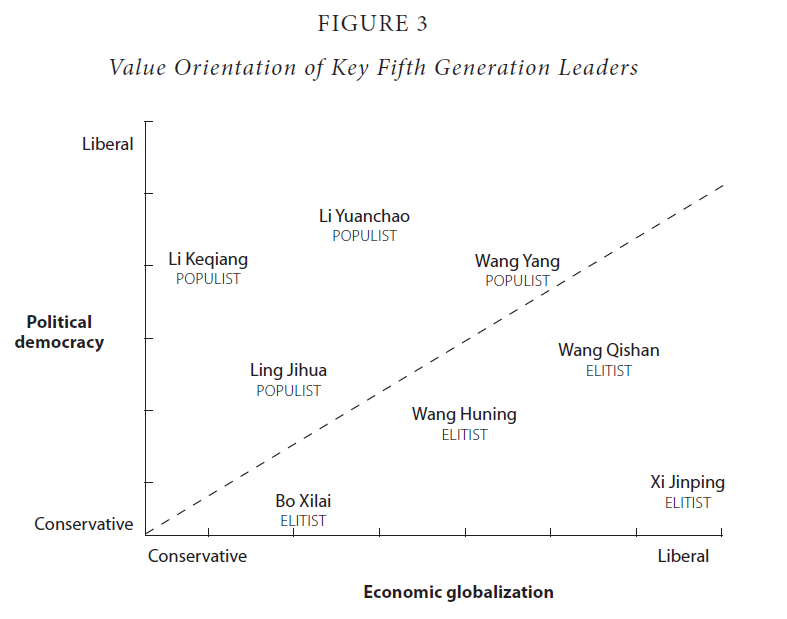 FIGURE 3
Value Orientation of Key Fifth Generation Leaders
Liberal
Li Yuanchao
POPULIST
Li Keqiang
POPULIST
Wang Yang
POPULIST
Political
democracy
Wang Qishan
ELITIST
Ling Jihua
POPULIST
Wang Huning
ELITIST
Xi Jinping
ELITIST
Bo Xilai
ELITIST
Conservative
Conservative
Liberal
Economic globalization